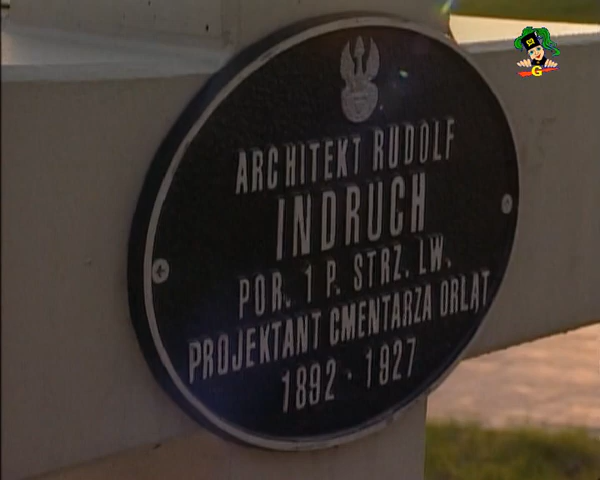 ARCHITEKT RUDOLF
INDRUCH
POR. 1 P. STRZ. LW.
PROJEKTANT CMENTARZA ORLĄT
1892 · 1927
G